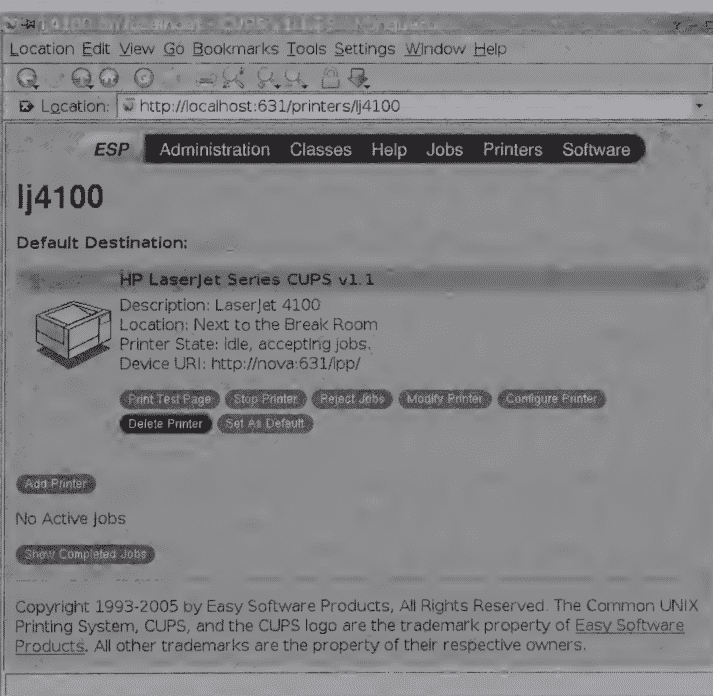 Location Edit View Go Bookmarks Tools Settings Window Help
Location: http://localhost:631/printers/lj4100
ESP Administration Classes Help Jobs Printers Software
lj4100
Default Destination:
HP LaserJet Series CUPS v1.1
Description: LaserJet 4100
Location: Next to the Break Room
Printer State: idle, accepting jobs.
Device URI: http://nova:631/ipp/
Print Test Page Stop Printer Reject Jobs Modify Printer Configure Printer
Delete Printer Set As Default
Add Printer
No Active Jobs
Show Completed Jobs
Copyright 1993-2005 by Easy Software Products, All Rights Reserved. The Common UNIX
Printing System, CUPS, and the CUPS logo are the trademark property of Easy Software
Products. All other trademarks are the property of their respective owners.